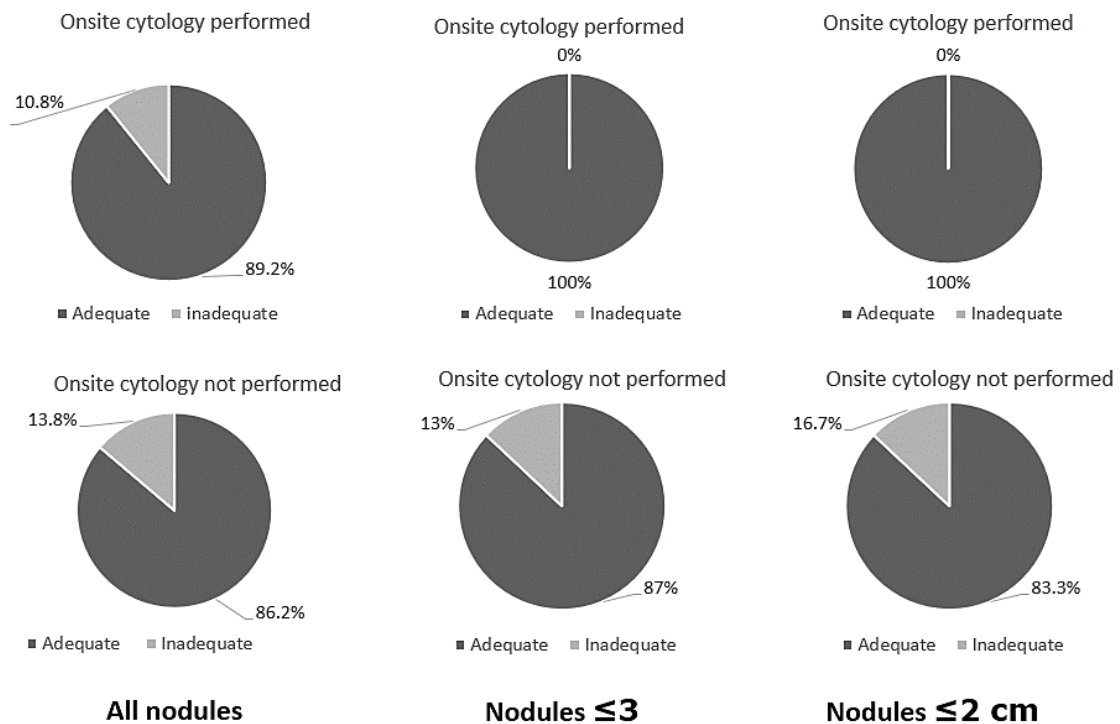 Onsite cytology performed
10.8%
89.2%
Adequate inadequate
Onsite cytology performed
0%
100%
Adequate Inadequate
Onsite cytology performed
0%
100%
Adequate Inadequate
Onsite cytology not performed
13.8%
86.2%
Adequate Inadequate
Onsite cytology not performed
13%
87%
Adequate Inadequate
Onsite cytology not performed
16.7%
83.3%
Adequate Inadequate
All nodules
Nodules ≤3
Nodules ≤2 cm